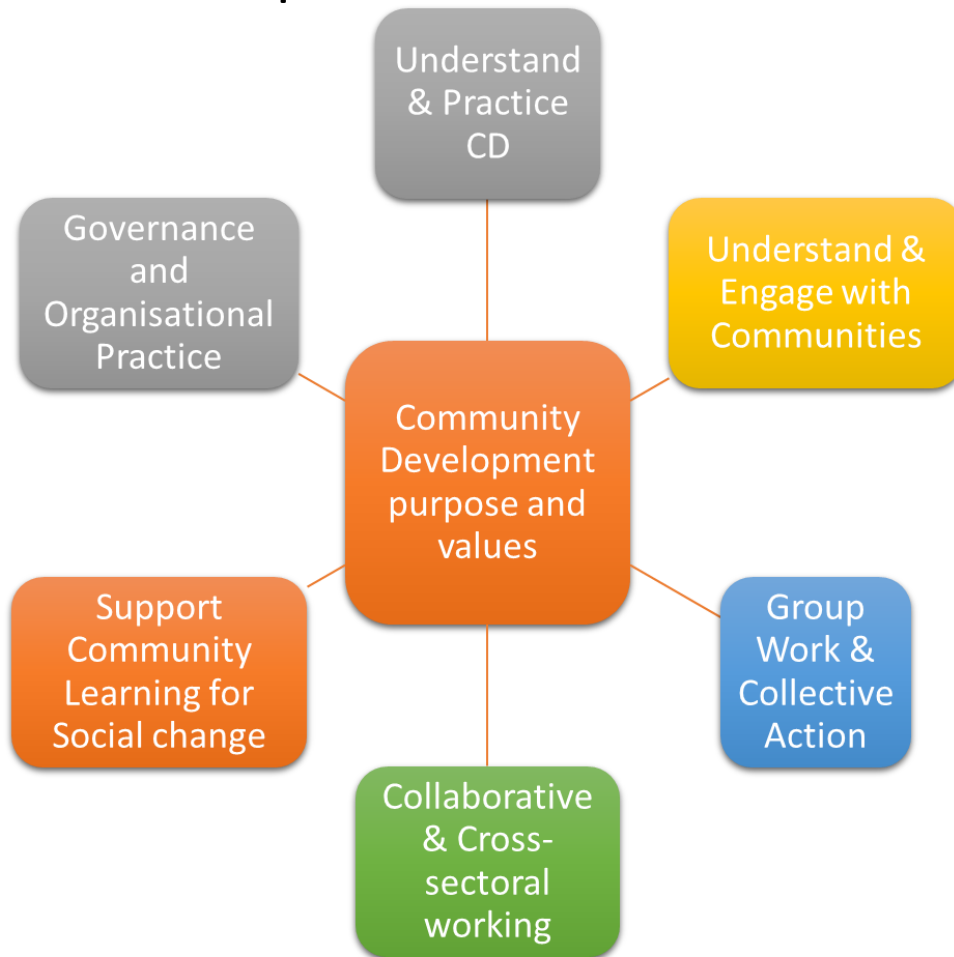 Understand
& Practice
CD
Governance
and
Organisational
Practice
Understand &
Engage with
Communities
Community
Development
purpose and
values
Support
Community
Learning for
Social change
Group
Work &
Collective
Action
Collaborative
& Cross-
sectoral
working